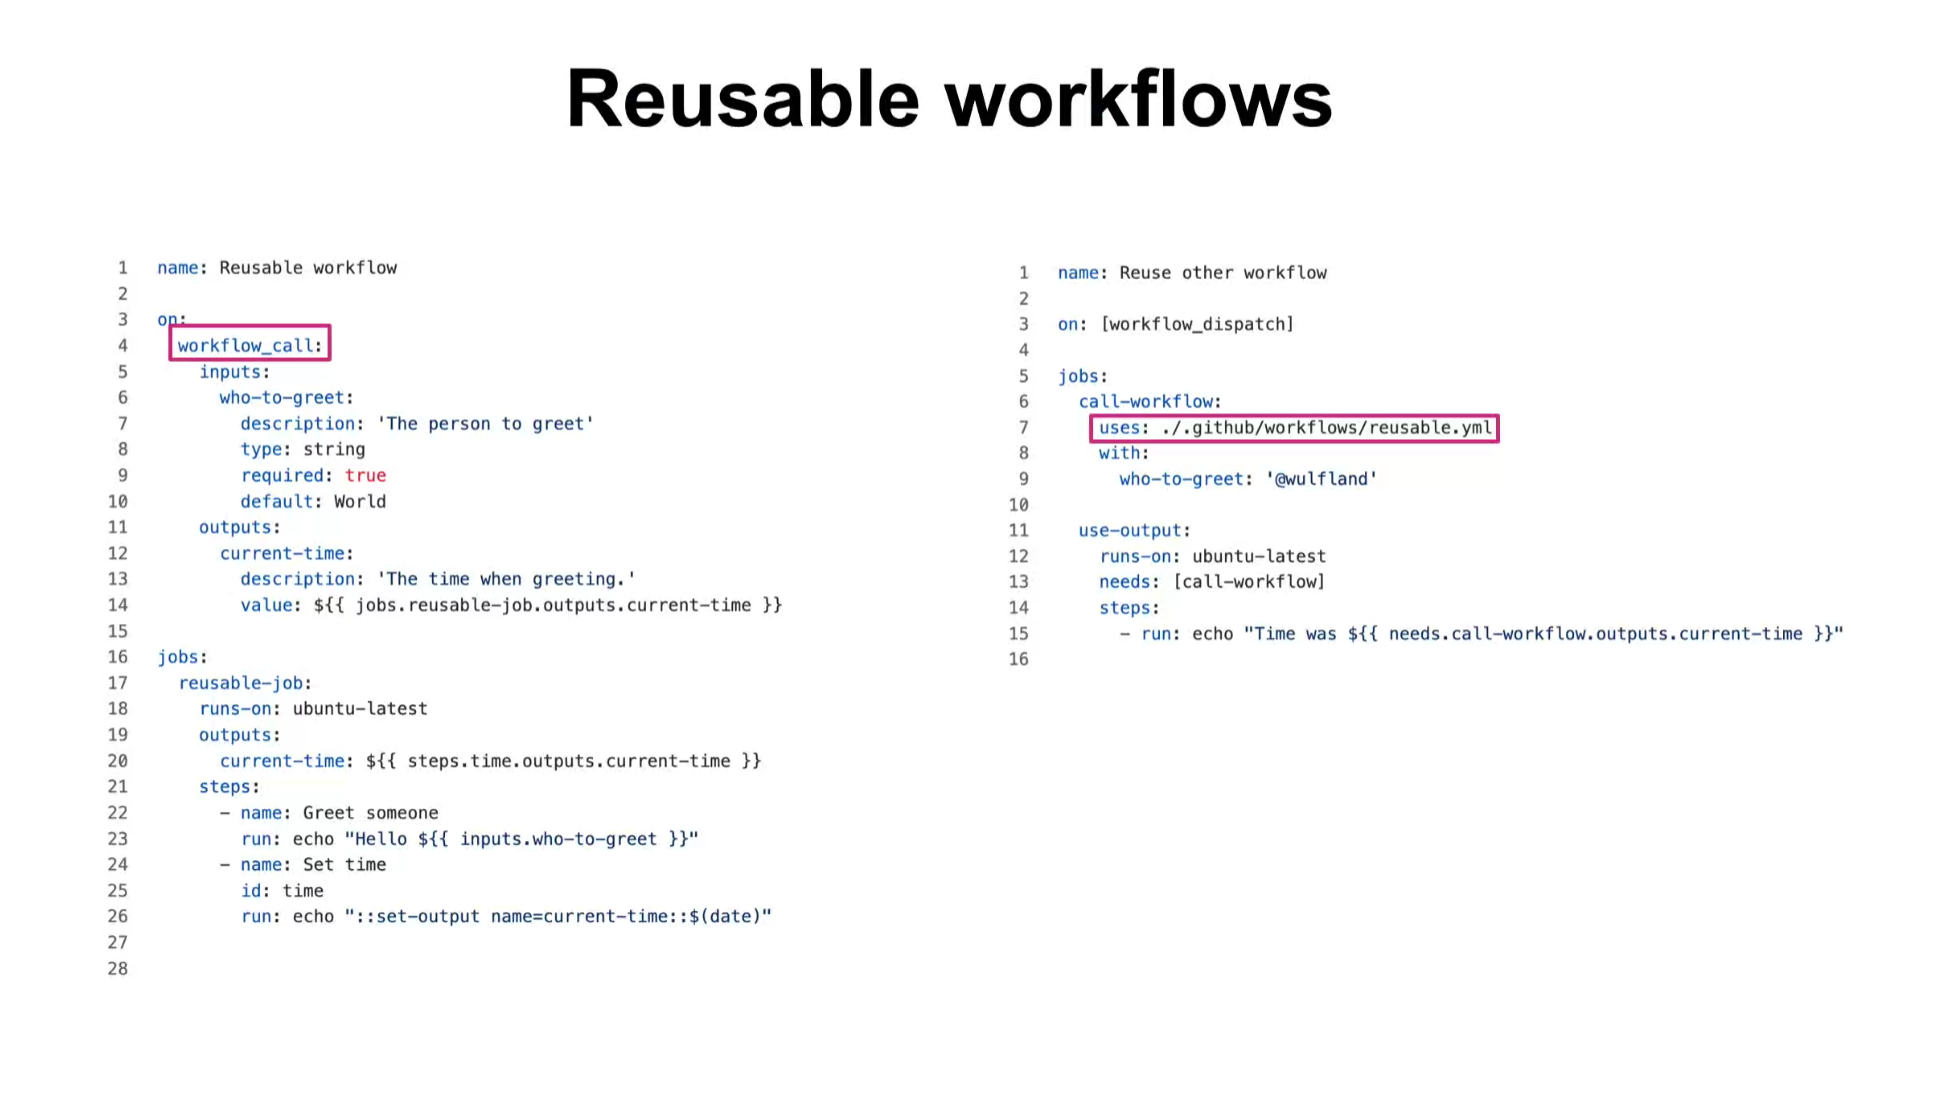 Reusable workflows
1 name: Reusable workflow
2
3 on:
4 workflow_call:
5 inputs:
6 who-to-greet:
7 description: 'The person to greet'
8 type: string
9 required: true
10 default: World
11 outputs:
12 current-time:
13 description: 'The time when greeting.'
14 value: ${{ jobs.reusable-job.outputs.current-time }}
15
16 jobs:
17 reusable-job:
18 runs-on: ubuntu-latest
19 outputs:
20 current-time: ${{ steps.time.outputs.current-time }}
21 steps:
22 - name: Greet someone
23 run: echo "Hello ${{ inputs.who-to-greet }}"
24 - name: Set time
25 id: time
26 run: echo "::set-output name=current-time::$(date)"
27
28
1 name: Reuse other workflow
2
3 on: [workflow_dispatch]
4
5 jobs:
6 call-workflow:
7 uses: ./.github/workflows/reusable.yml
8 with:
9 who-to-greet: '@wulfland'
10
11 use-output:
12 runs-on: ubuntu-latest
13 needs: [call-workflow]
14 steps:
15 - run: echo "Time was ${{ needs.call-workflow.outputs.current-time }}"
16